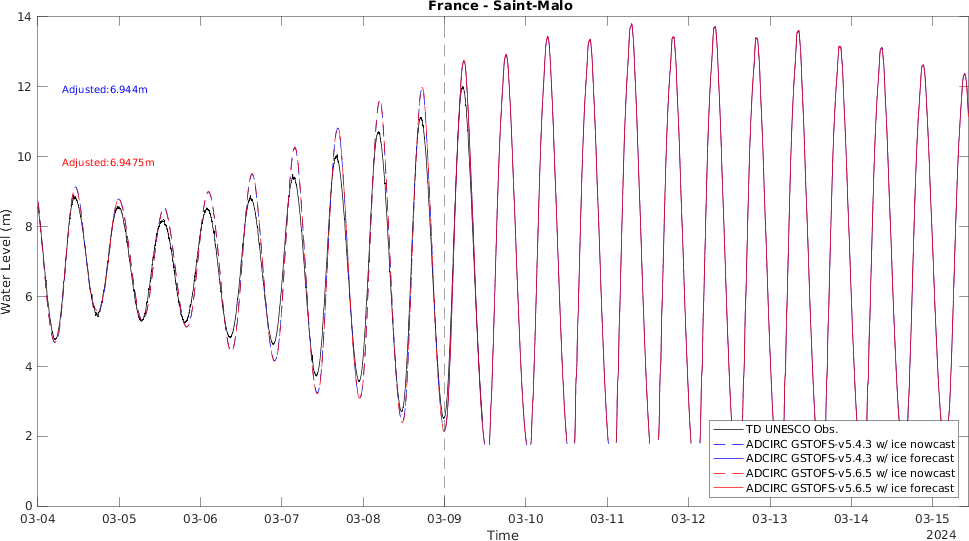 France - Saint-Malo
14
12
10
8
6
4
2
0
Water Level (m)
Adjusted:6.944m
Adjusted:6.9475m
TD UNESCO Obs.
ADCIRC GSTOFS-v5.4.3 w/ ice nowcast
ADCIRC GSTOFS-v5.4.3 w/ ice forecast
ADCIRC GSTOFS-v5.6.5 w/ ice nowcast
ADCIRC GSTOFS-v5.6.5 w/ ice forecast
03-04 03-05 03-06 03-07 03-08 03-09 03-10 03-11 03-12 03-13 03-14 03-15
Time
2024